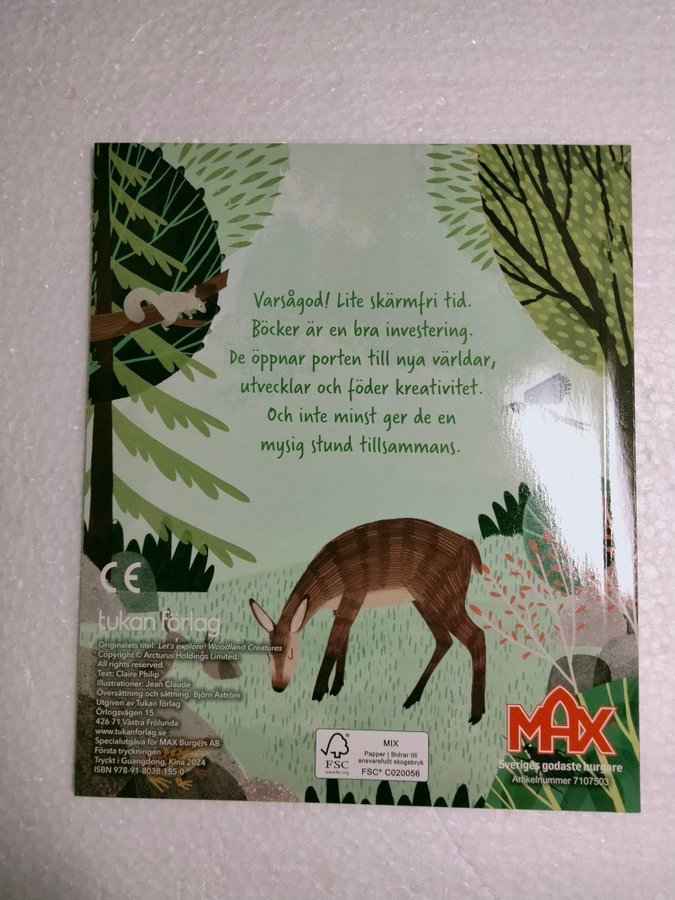 Varsågod! Lite skärmfri tid.
Böcker är en bra investering.
De öppnar porten till nya världar,
utvecklar och föder kreativitet.
Och inte minst ger de en
mysig stund tillsammans.
CE
tukan förlag
Originalets titel: Let's explore! Woodland Creatures
Copyright © Arcturus Holdings Limited.
All rights reserved.
Text: Claire Philip
Illustrationer: Jean Claude
Översättning och sättning: Björn Åström
Utgiven av Tukan förlag
Örlogsvägen 15
426 71 Västra Frölunda
www.tukanforlag.se
Specialutgåva för MAX Burgers AB
Första tryckningen
Tryckt i Guangdong, Kina 2024
ISBN 978-91-8038-155-0
FSC
www.fsc.org
MIX
Papper | Bidrar till
ansvarsfullt skogsbruk
FSC® C020056
MAX
Sveriges godaste burgare
Artikelnummer 7107503